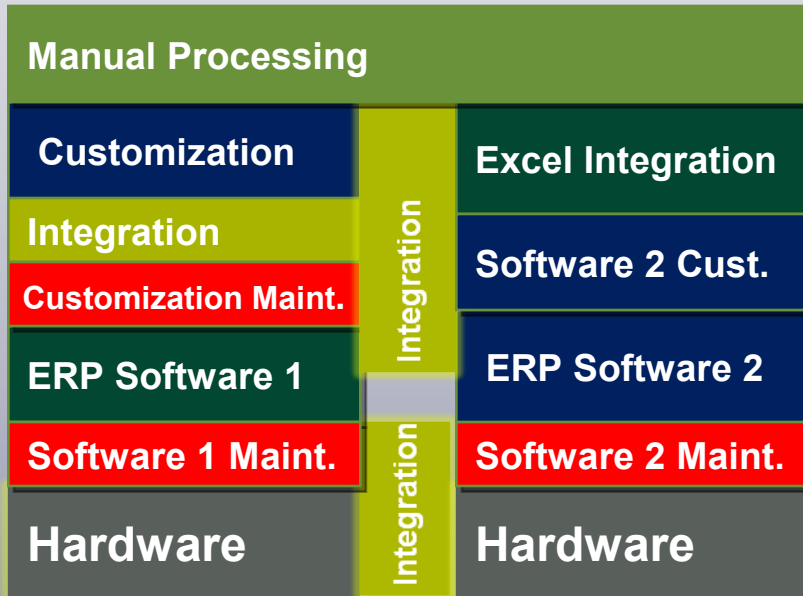 Manual Processing
Customization
Integration
Customization Maint.
ERP Software 1
Software 1 Maint.
Hardware
Integration
Integration
Excel Integration
Software 2 Cust.
ERP Software 2
Software 2 Maint.
Hardware